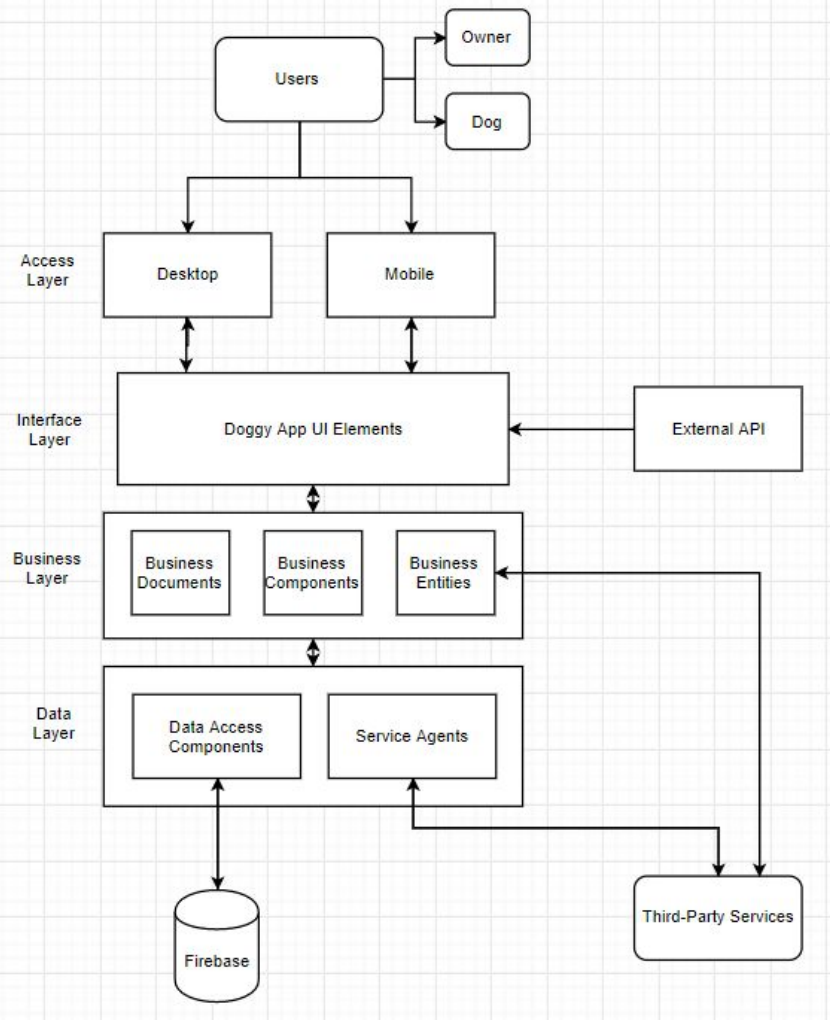 Owner
Users
Dog
Access
Layer
Desktop
Mobile
Interface
Layer
Doggy App UI Elements
External API
Business
Layer
Business
Documents
Business
Components
Business
Entities
Data
Layer
Data Access
Components
Service Agents
Third-Party Services
Firebase